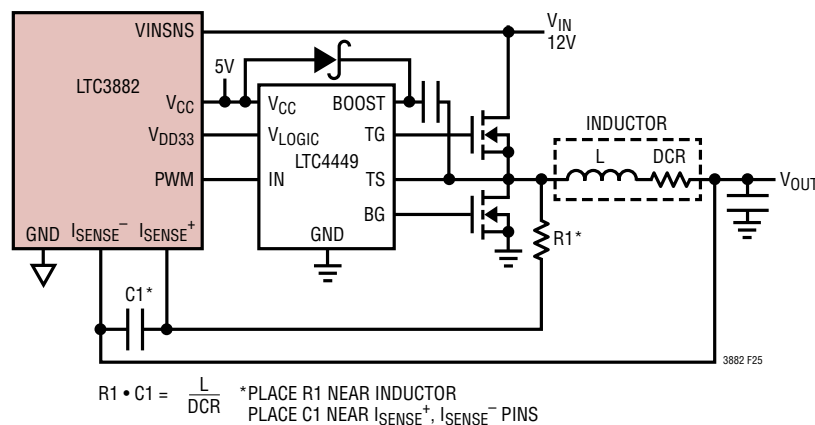 VINSNS
V_IN
12V
5V
LTC3882
V_CC
V_CC
BOOST
INDUCTOR
V_DD33
V_LOGIC
TG
L
DCR
LTC4449
PWM
IN
TS
V_OUT
BG
GND
I_SENSE^–
I_SENSE^+
GND
R1*
C1*
3882 F25
R1 • C1 = L/DCR
*PLACE R1 NEAR INDUCTOR
PLACE C1 NEAR I_SENSE^+, I_SENSE^– PINS